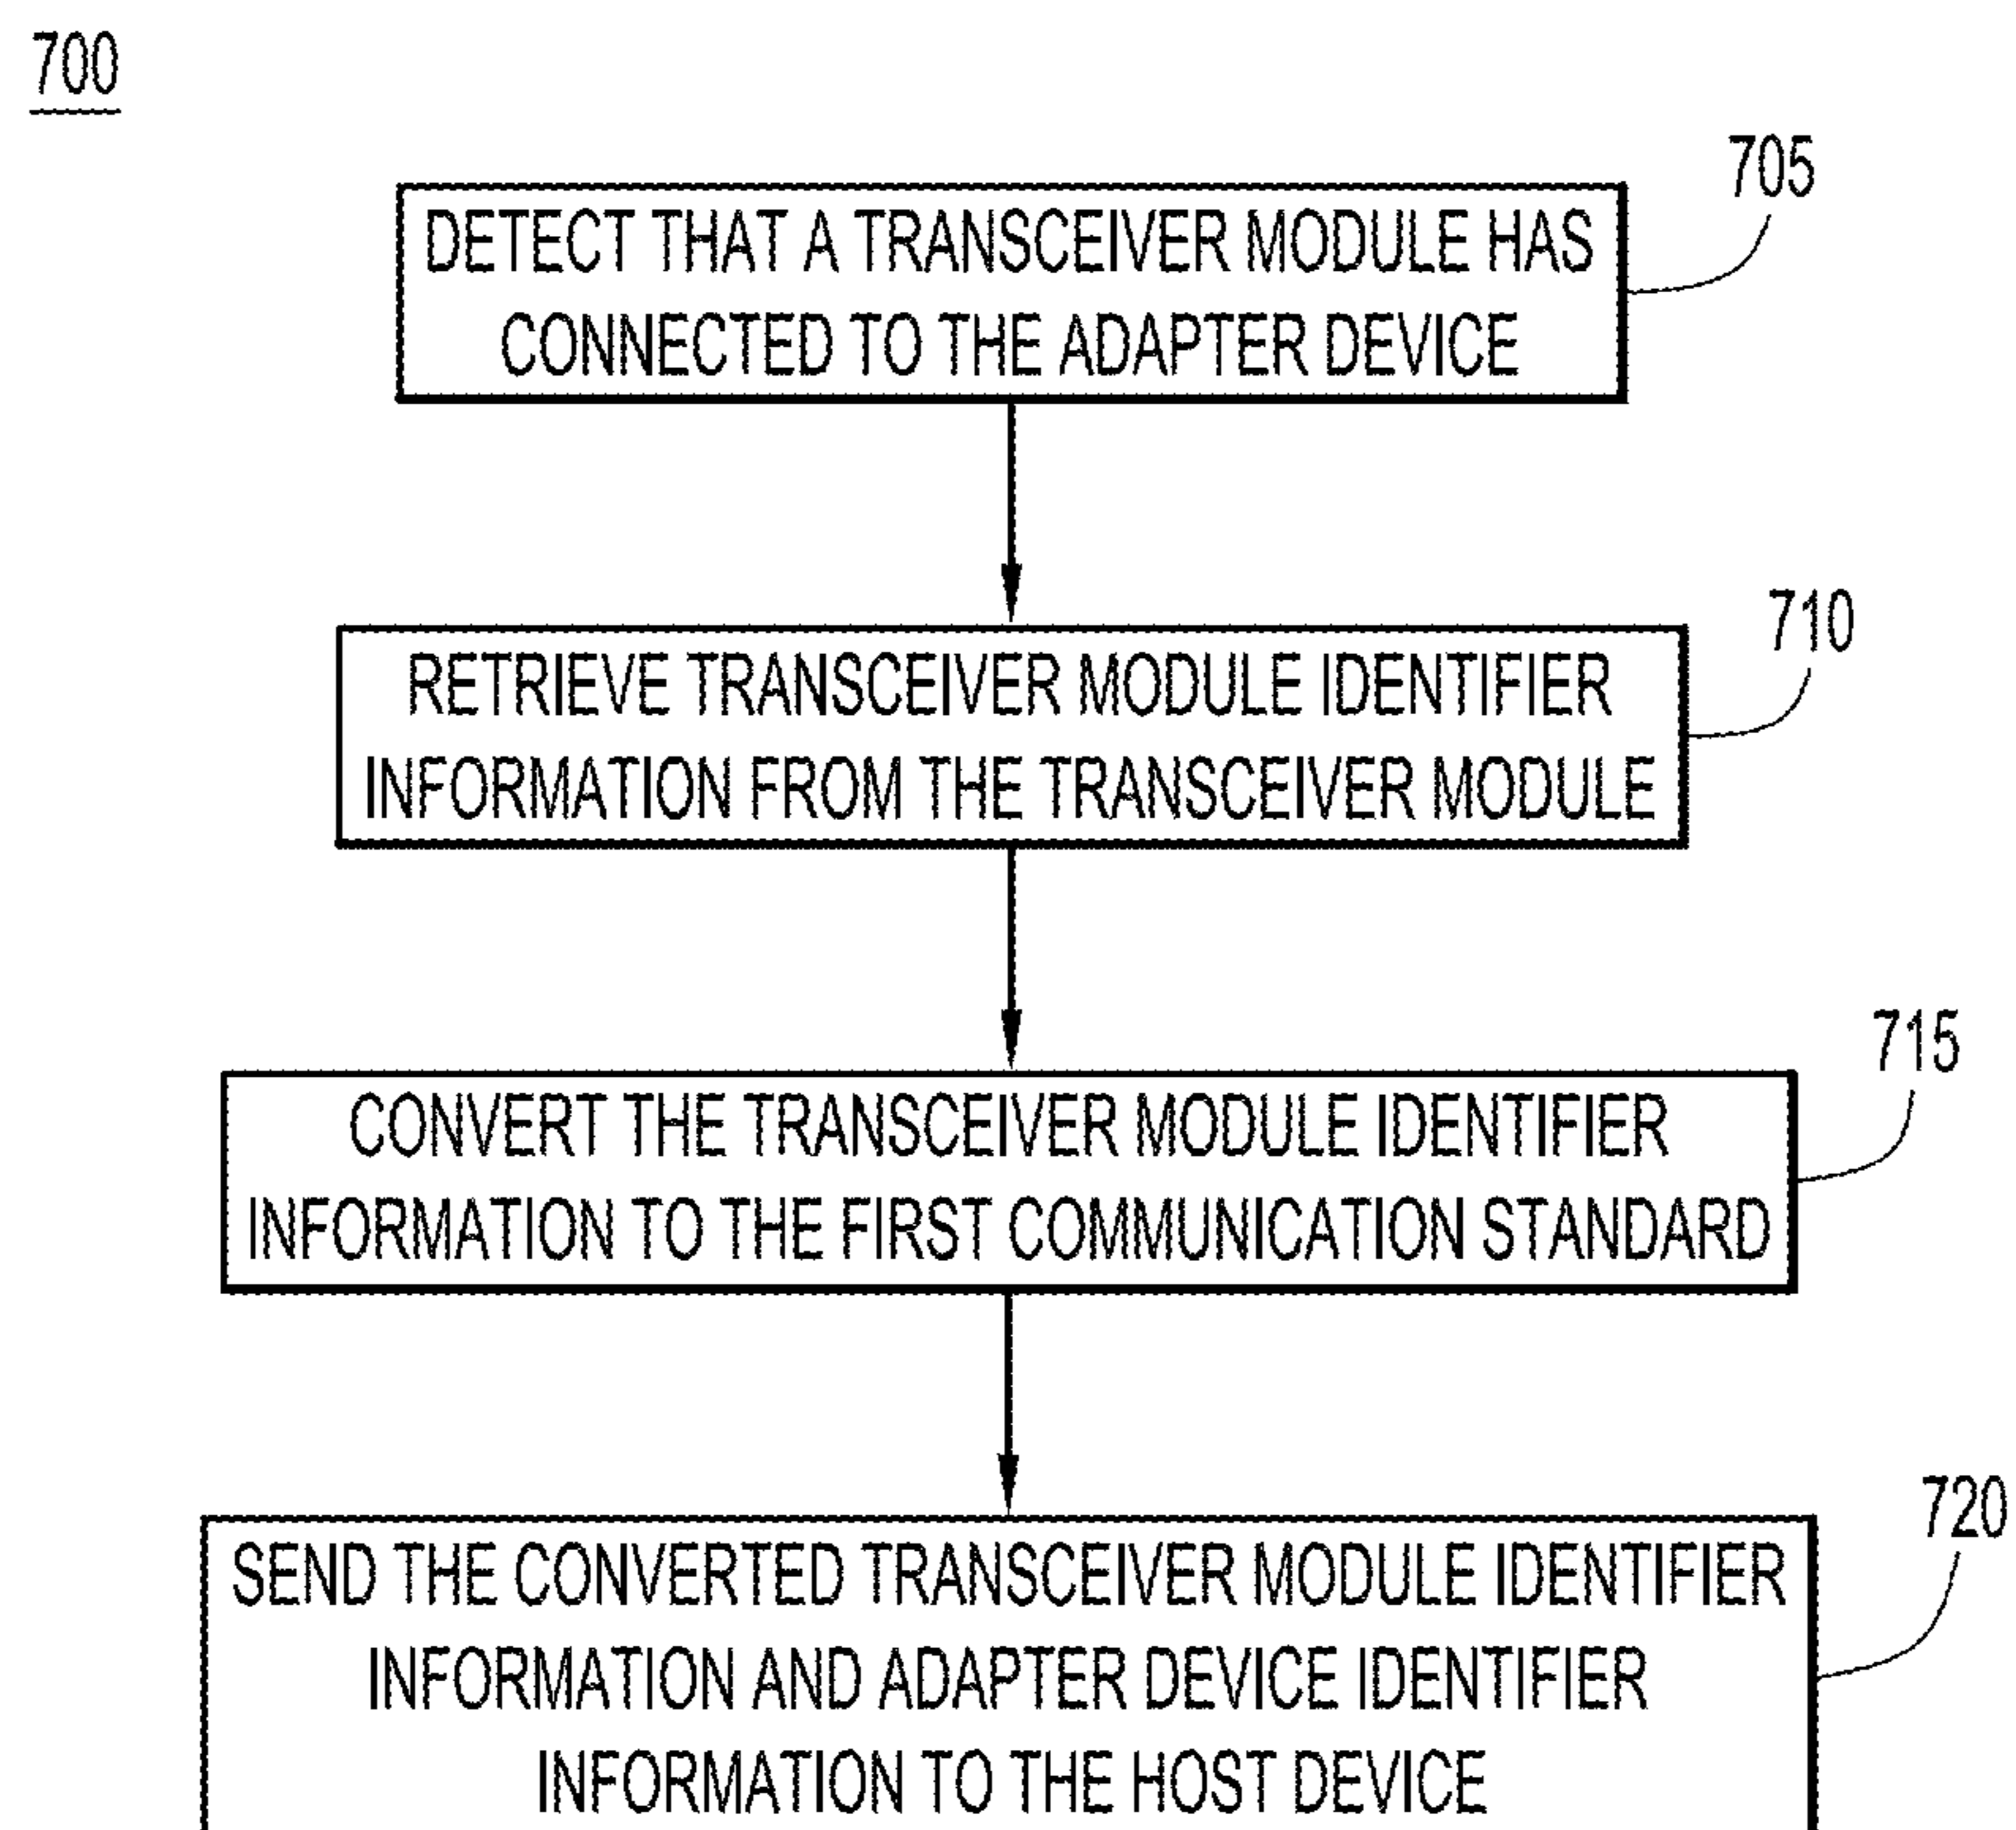 700
705
DETECT THAT A TRANSCEIVER MODULE HAS
CONNECTED TO THE ADAPTER DEVICE
710
RETRIEVE TRANSCEIVER MODULE IDENTIFIER
INFORMATION FROM THE TRANSCEIVER MODULE
715
CONVERT THE TRANSCEIVER MODULE IDENTIFIER
INFORMATION TO THE FIRST COMMUNICATION STANDARD
720
SEND THE CONVERTED TRANSCEIVER MODULE IDENTIFIER
INFORMATION AND ADAPTER DEVICE IDENTIFIER
INFORMATION TO THE HOST DEVICE